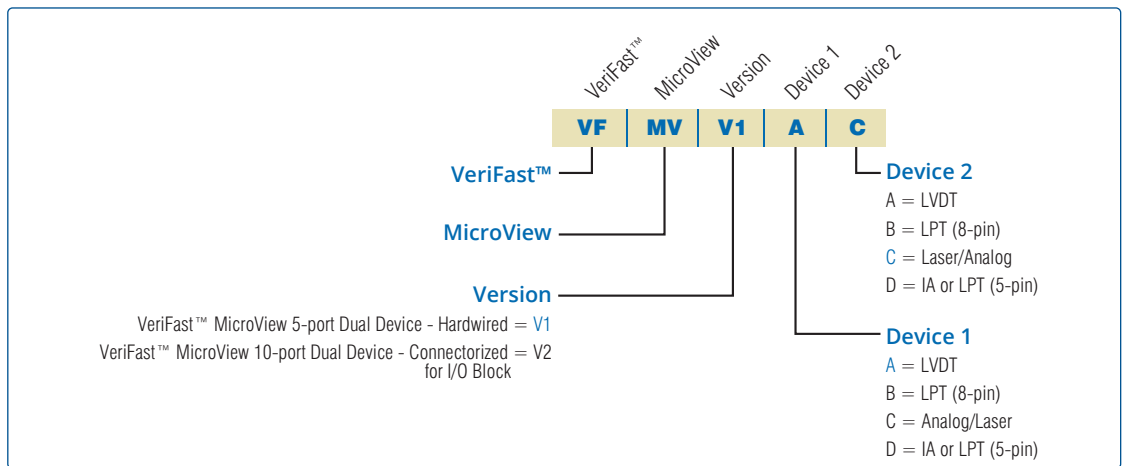 VeriFast™
MicroView
Version
Device 1
Device 2
VF MV V1 A C
VeriFast™
MicroView
Version
VeriFast™ MicroView 5-port Dual Device - Hardwired = V1
VeriFast™ MicroView 10-port Dual Device - Connectorized = V2
for I/O Block
Device 2
A = LVDT
B = LPT (8-pin)
C = Laser/Analog
D = IA or LPT (5-pin)
Device 1
A = LVDT
B = LPT (8-pin)
C = Analog/Laser
D = IA or LPT (5-pin)